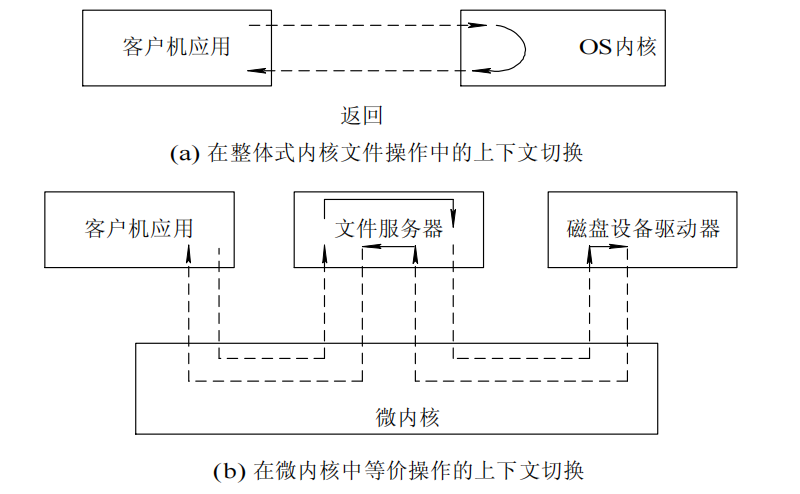 客户机应用
OS内核
返回
(a) 在整体式内核文件操作中的上下文切换
客户机应用
文件服务器
磁盘设备驱动器
微内核
(b) 在微内核中等价操作的上下文切换